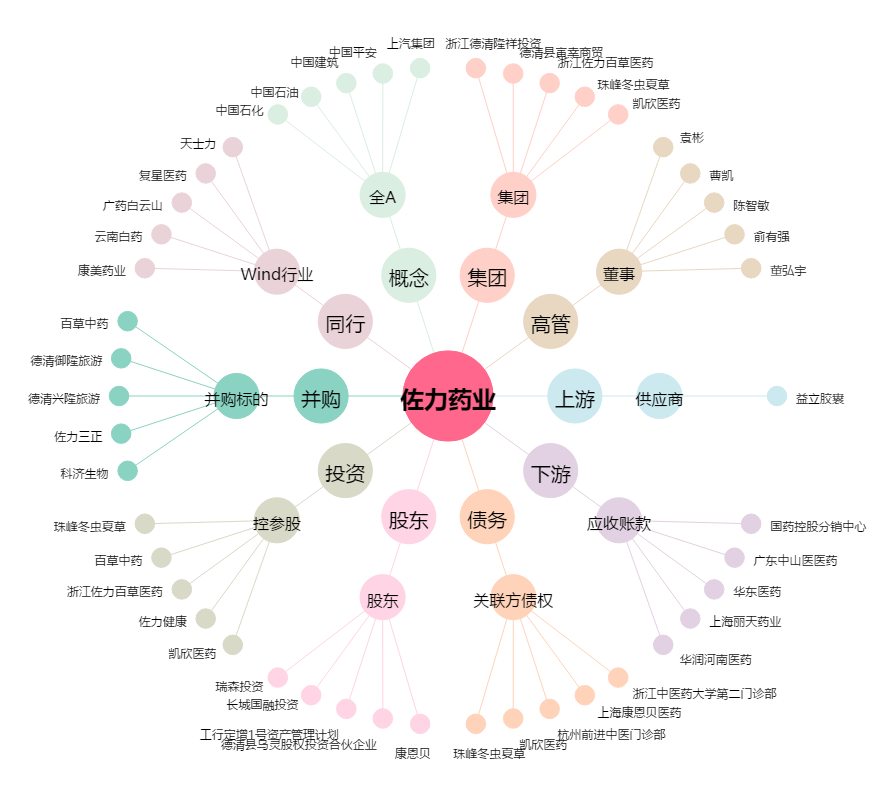 上汽集团
浙江德清隆祥投资
中国平安
德清县寅幸商贸
中国建筑
浙江佐力百草医药
中国石油
珠峰冬虫夏草
中国石化
凯欣医药
天士力
袁彬
复星医药
曹凯
全A
集团
广药白云山
陈智敏
云南白药
俞有强
康美药业
Wind行业
概念
集团
董事
董弘宇
同行
高管
百草中药
德清御隆旅游
德清兴隆旅游
并购标的
并购
佐力药业
上游
供应商
益立胶囊
佐力三正
科济生物
投资
下游
珠峰冬虫夏草
控参股
股东
债务
应收账款
国药控股分销中心
百草中药
广东中山医医药
浙江佐力百草医药
股东
关联方债权
华东医药
佐力健康
上海丽天药业
凯欣医药
华润河南医药
瑞森投资
浙江中医药大学第二门诊部
长城国融投资
上海康恩贝医药
工行定增1号资产管理计划
杭州前进中医门诊部
德清县乌灵股权投资合伙企业
凯欣医药
康恩贝
珠峰冬虫夏草